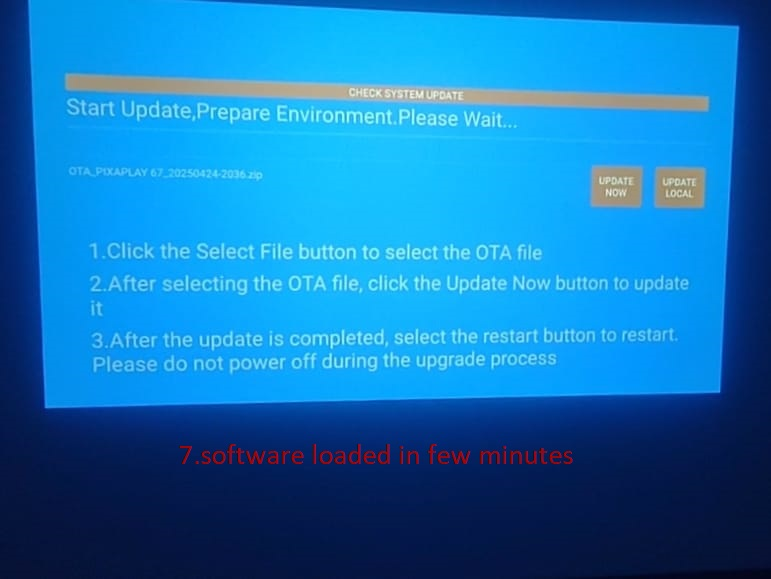 CHECK SYSTEM UPDATE
Start Update,Prepare Environment.Please Wait...
OTA_PIXAPLAY 67_20250424-2036.zip
UPDATE
NOW
UPDATE
LOCAL
1.Click the Select File button to select the OTA file
2.After selecting the OTA file, click the Update Now button to update
it
3.After the update is completed, select the restart button to restart.
Please do not power off during the upgrade process
7.software loaded in few minutes